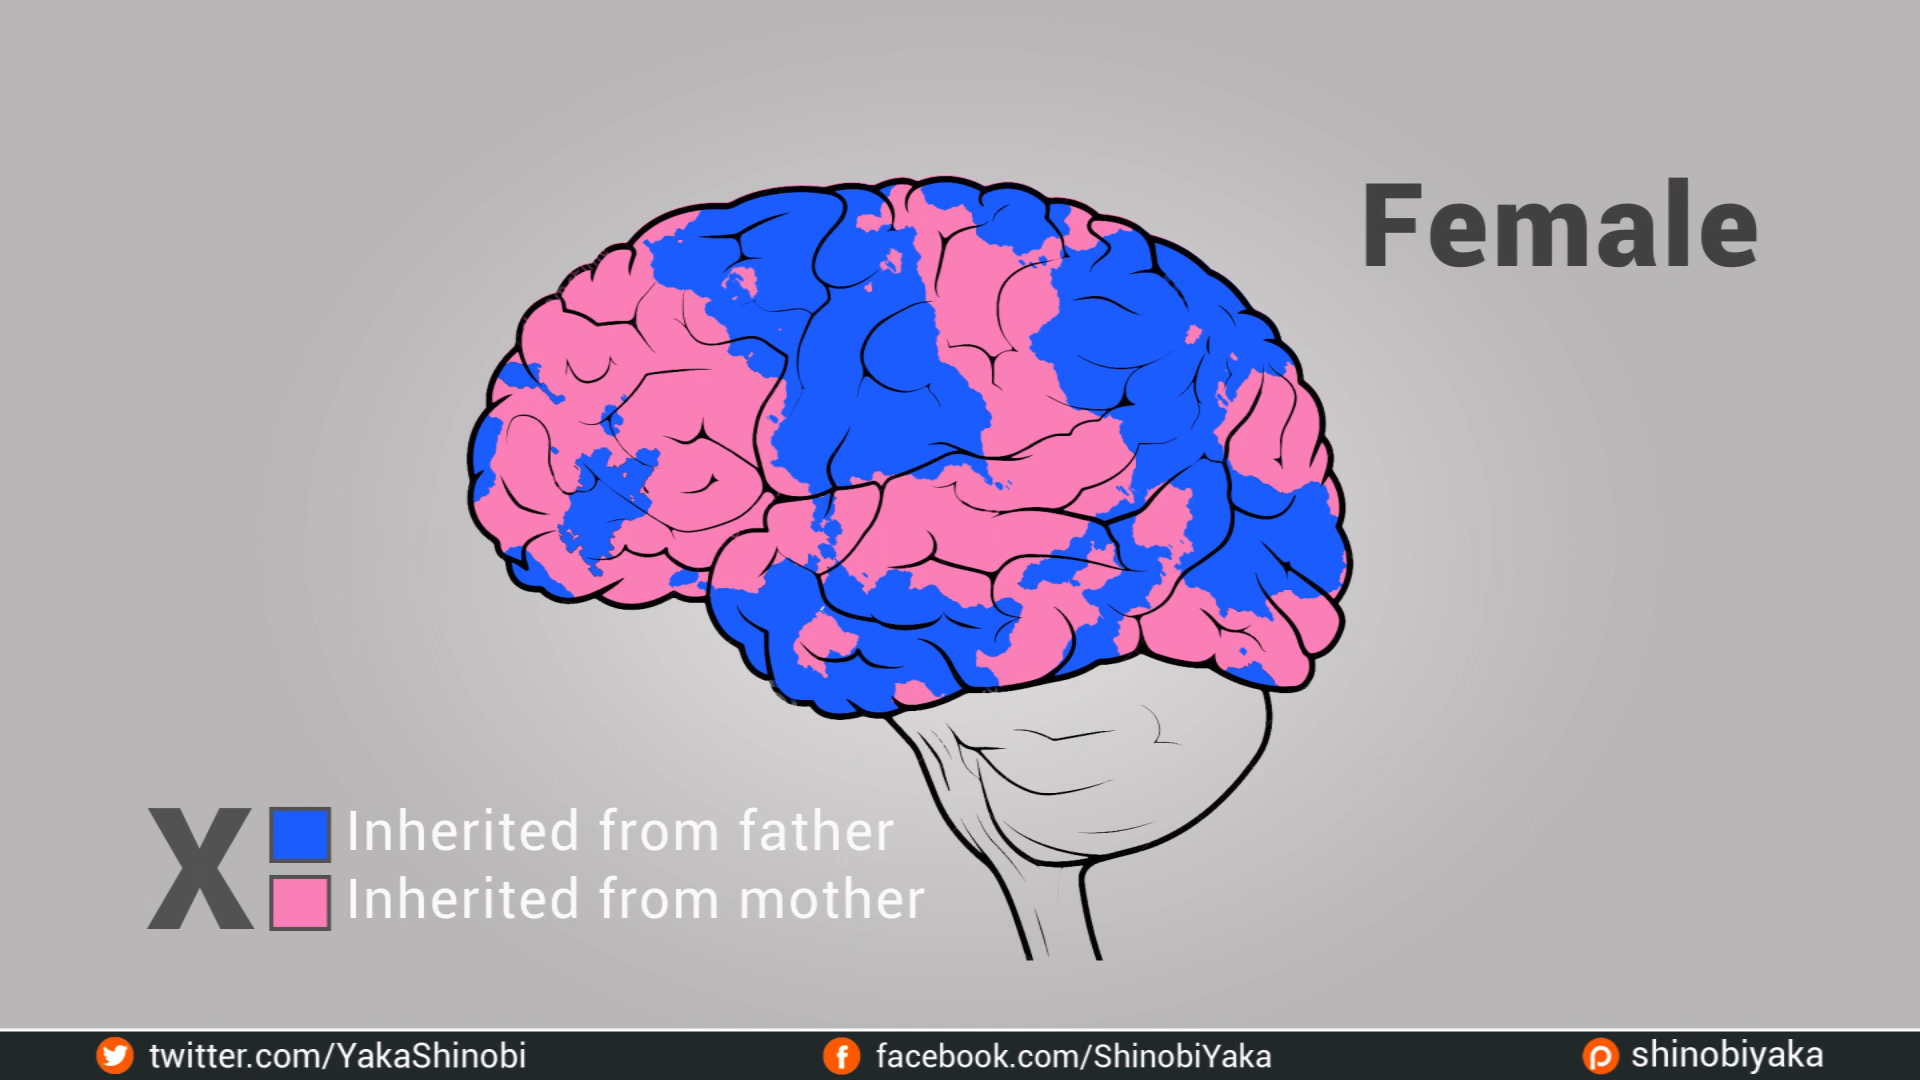 Female
X
Inherited from father
Inherited from mother
twitter.com/YakaShinobi
facebook.com/ShinobiYaka
shinobiyaka